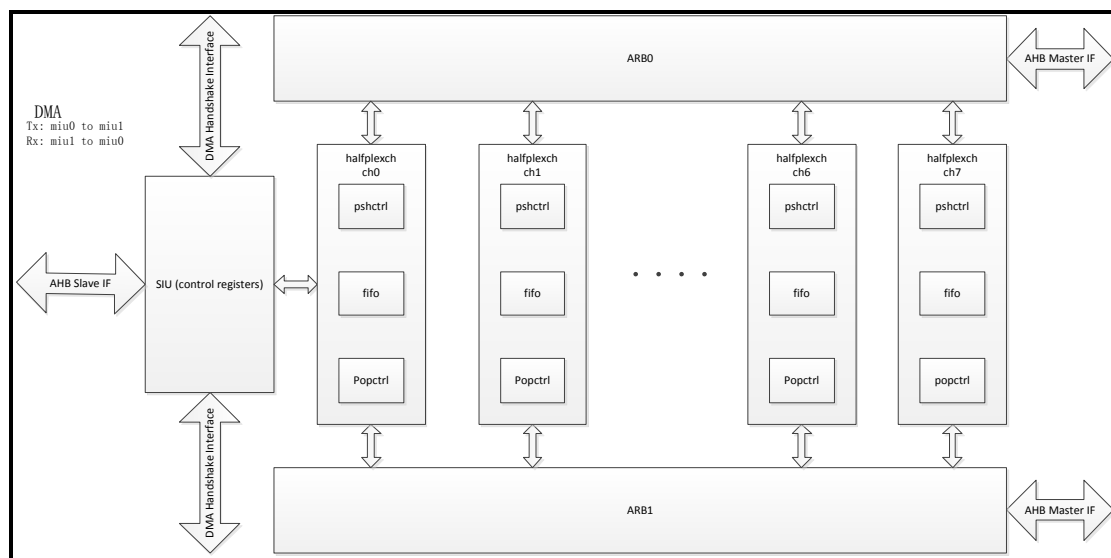 ARB0
AHB Master IF
DMA Handshake Interface
DMA
Tx: miu0 to miu1
Rx: miu1 to miu0
halfplexch
ch0
halfplexch
ch1
halfplexch
ch6
halfplexch
ch7
pshctrl
pshctrl
pshctrl
pshctrl
AHB Slave IF
SIU (control registers)
fifo
fifo
. . . .
fifo
fifo
Popctrl
Popctrl
Popctrl
popctrl
DMA Handshake Interface
ARB1
AHB Master IF